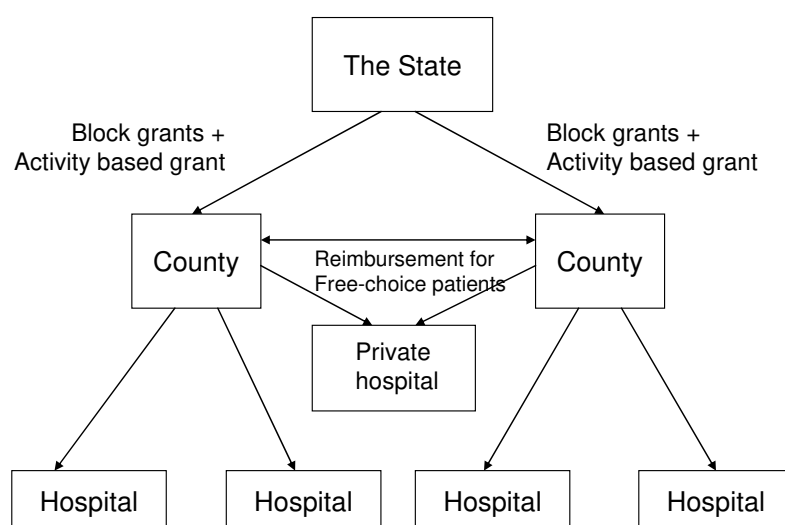 The State
Block grants +
Activity based grant
Block grants +
Activity based grant
County
County
Reimbursement for
Free-choice patients
Private
hospital
Hospital
Hospital
Hospital
Hospital